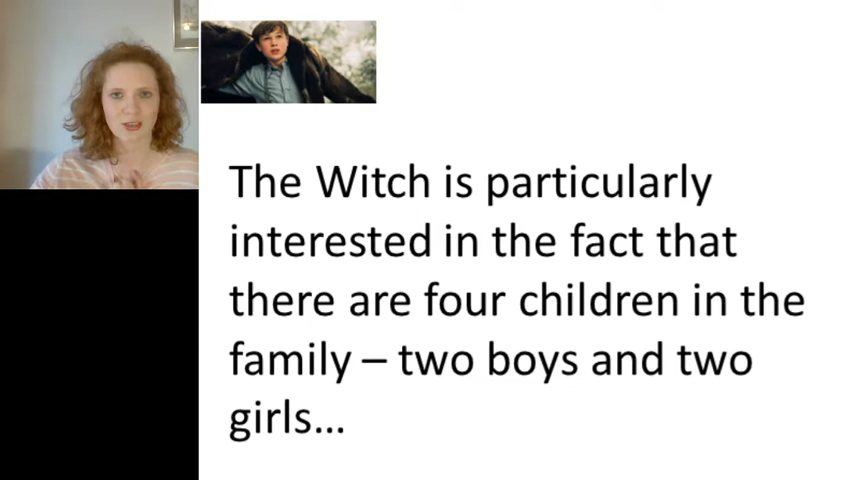 The Witch is particularly
interested in the fact that
there are four children in the
family – two boys and two
girls...